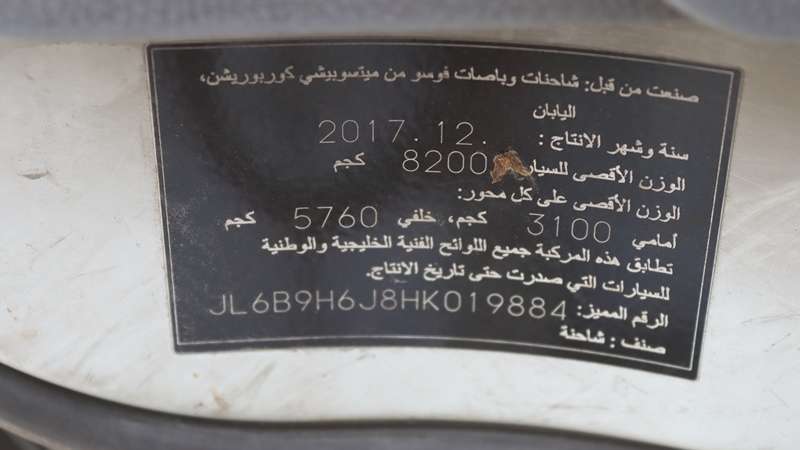 صنعت من قبل: شاحنات وباصات فوسو من ميتسوبيشي كوربوريشن،
اليابان
سنة وشهر الانتاج : 2017.12.
الوزن الأقصى للسيار 8200 كجم
الوزن الأقصى على كل محور:
أمامي 3100 كجم، خلفي 5760 كجم
تطابق هذه المركبة جميع اللوائح الفنية الخليجية والوطنية
للسيارات التي صدرت حتى تاريخ الانتاج.
الرقم المميز: JL6B9H6J8HK019884
صنف : شاحنة